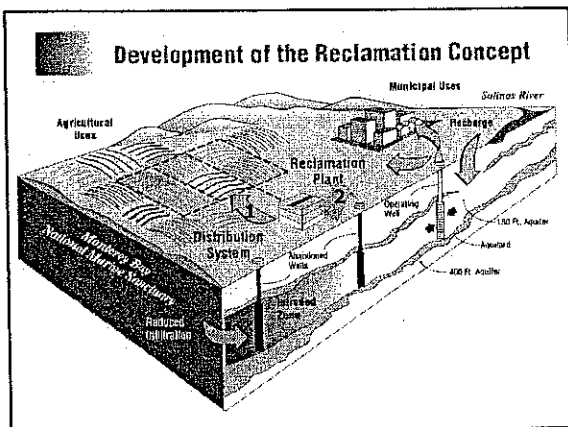 Development of the Reclamation Concept
Municipal Uses
Salinas River
Agricultural
Uses
Recharge
Reclamation
Plant
2
1
Operating
Well
180 Ft. Aquifer
Distribution
System
Abandoned
Wells
Aquitard
400 Ft. Aquifer
Monterey Bay
National Marine Sanctuary
Intruded
Zone
Reduced
Infiltration